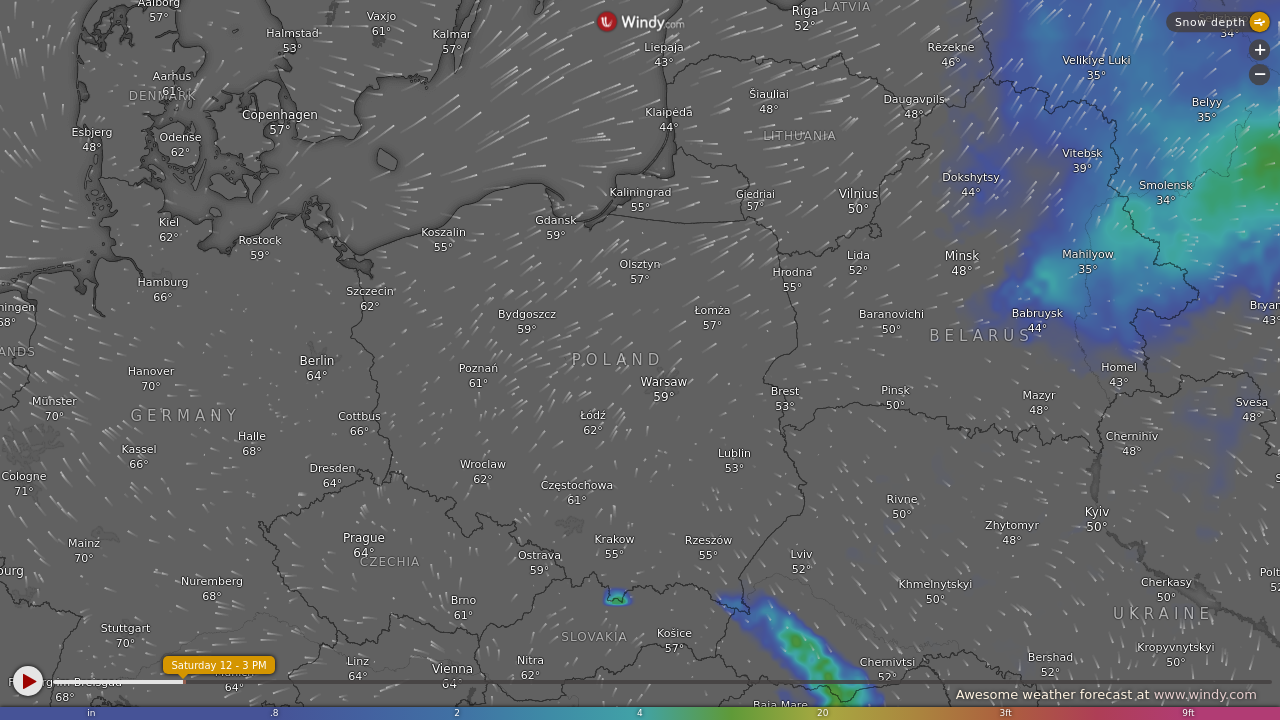 Aalborg
57°
Vaxjo
61°
Halmstad
53°
Kalmar
57°
Windy.com
Riga
52°
LATVIA
Liepaja
43°
Rēzekne
46°
Snow depth
34°
+
−
Velikiye Luki
35°
Aarhus
61°
DENMARK
Šiauliai
48°
Daugavpils
48°
Belyy
35°
Copenhagen
57°
Klaipėda
44°
Esbjerg
48°
Odense
62°
LITHUANIA
Vitebsk
39°
Dokshytsy
44°
Smolensk
34°
Kaliningrad
55°
Giedriai
57°
Vilnius
50°
Kiel
62°
Gdansk
59°
Koszalin
55°
Rostock
59°
Olsztyn
57°
Lida
52°
Minsk
48°
Mahilyow
35°
Hrodna
55°
Hamburg
66°
Szczecin
62°
ningen
58°
Bydgoszcz
59°
Łomża
57°
Baranovichi
50°
Babruysk
44°
Bryan
43°
BELARUS
ANDS
Berlin
64°
POLAND
Hanover
70°
Poznań
61°
Warsaw
59°
Homel
43°
Brest
53°
Pinsk
50°
Mazyr
48°
Svesa
48°
Münster
70°
GERMANY
Cottbus
66°
Łódź
62°
Halle
68°
Kassel
66°
Chernihiv
48°
Lublin
53°
Wroclaw
62°
Dresden
64°
Cologne
71°
Częstochowa
61°
Rivne
50°
Kyiv
50°
Zhytomyr
48°
Mainz
70°
Prague
64°
CZECHIA
Krakow
55°
Rzeszów
55°
Ostrava
59°
Lviv
52°
burg
Nuremberg
68°
Khmelnytskyi
50°
Cherkasy
50°
Polt
52
Brno
61°
UKRAINE
Stuttgart
70°
SLOVAKIA
Košice
57°
Kropyvnytskyi
50°
Saturday 12 - 3 PM
Linz
64°
Vienna
64°
Nitra
62°
Chernivtsi
52°
Bershad
52°
68°
64°
Baia Mare
Awesome weather forecast at www.windy.com
in .8 2 4 20 3ft 9ft